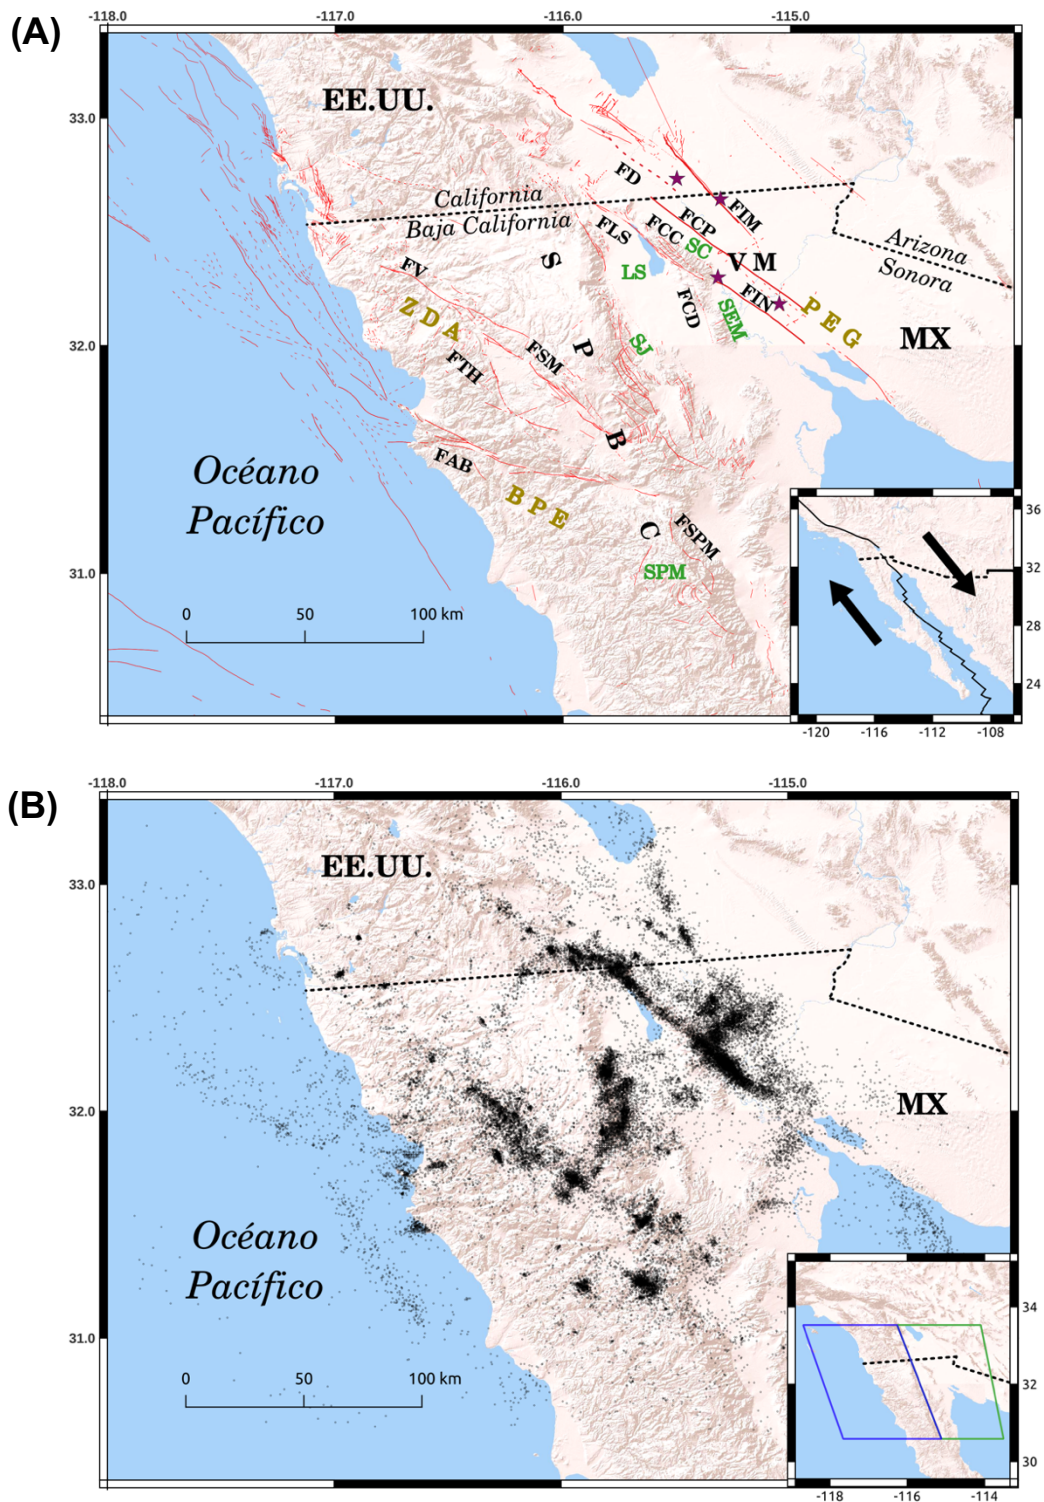 (A)
-118.0
-117.0
-116.0
-115.0
33.0
32.0
31.0
EE.UU.
California
Baja California
Arizona
Sonora
MX
FD
FIM
FCP
FCC
FLS
SC
V M
LS
FIN
P E G
FCD
SEM
FV
Z D A
FTH
FSM
SJ
S P B C
FAB
B P E
FSPM
SPM
Océano
Pacífico
0 50 100 km
36
32
28
24
-120 -116 -112 -108
(B)
-118.0
-117.0
-116.0
-115.0
33.0
32.0
31.0
EE.UU.
MX
Océano
Pacífico
0 50 100 km
34
32
30
-118 -116 -114